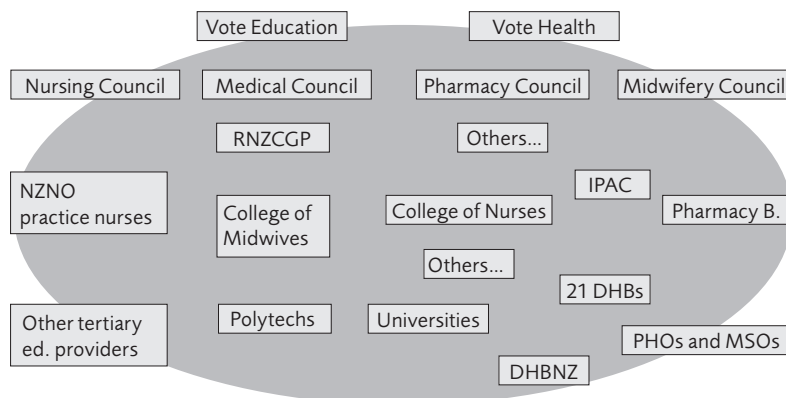 Vote Education
Vote Health
Nursing Council
Medical Council
Pharmacy Council
Midwifery Council
RNZCGP
Others...
IPAC
NZNO
practice nurses
College of
Midwives
College of Nurses
Pharmacy B.
Others...
21 DHBs
Other tertiary
ed. providers
Polytechs
Universities
PHOs and MSOs
DHBNZ